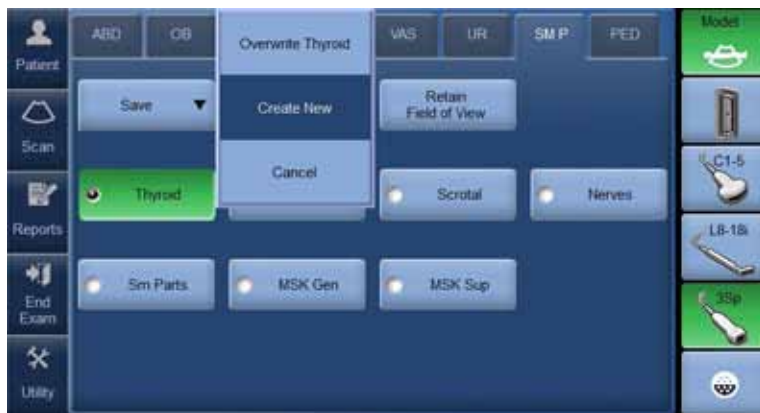 Patient
Scan
Reports
End
Exam
Utility
ABD
OB
VAS
UR
SM P
PED
Save
Overwrite Thyroid
Create New
Cancel
Retain
Field of View
Thyroid
Scrotal
Nerves
Sm Parts
MSK Gen
MSK Sup
Model
C1-5
L8-18i
3Sp